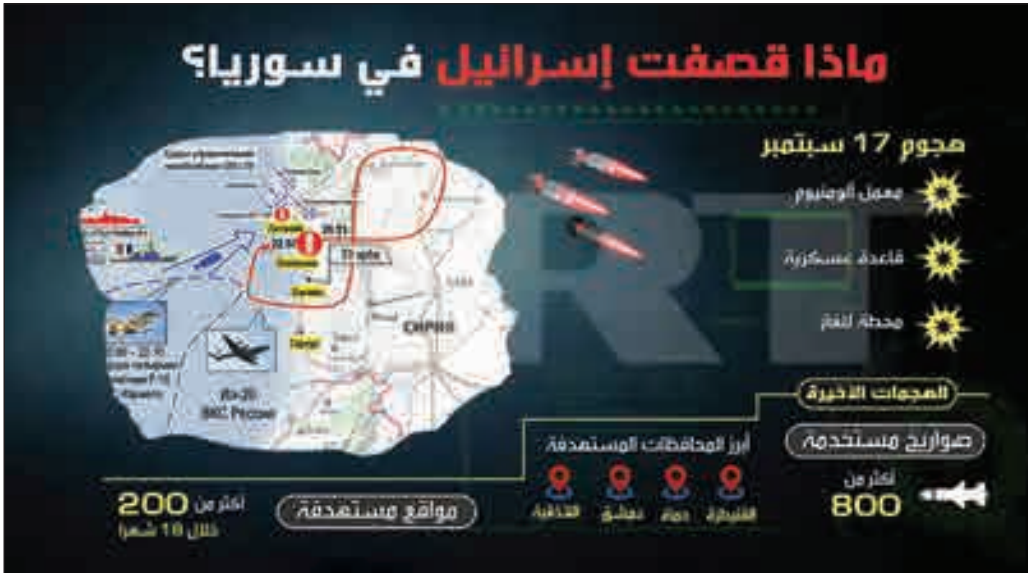 ماذا قصفت إسرائيل في سوريا؟
هجوم 17 سبتمبر
معمل ألومنيوم
قاعدة عسكرية
محطة للغاز
RT
СИРИЯ
Ил-20
ВКС России
الهجمات الأخيرة
صواريخ مستخدمة
أكثر من
800
أبرز المحافظات المستهدفة
القنيطرة
حماة
دمشق
اللاذقية
مواقع مستهدفة
أكثر من 200
خلال 18 شهرا